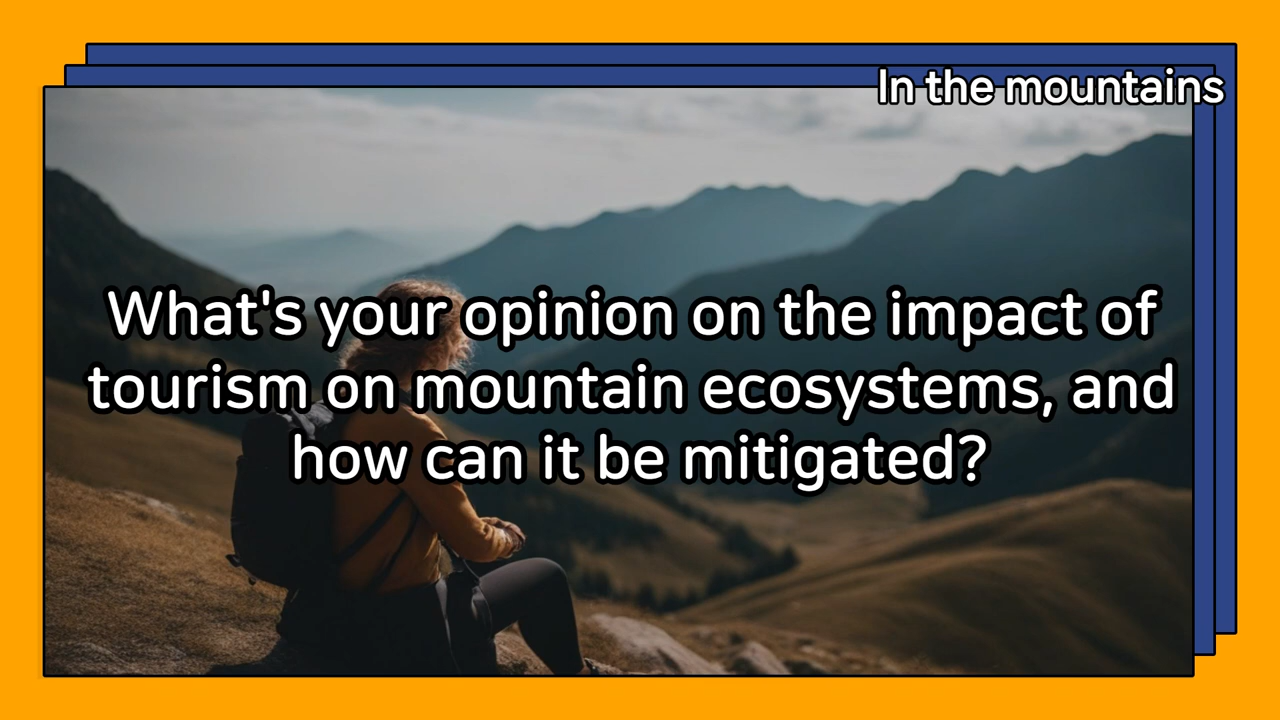 In the mountains
What's your opinion on the impact of
tourism on mountain ecosystems, and
how can it be mitigated?